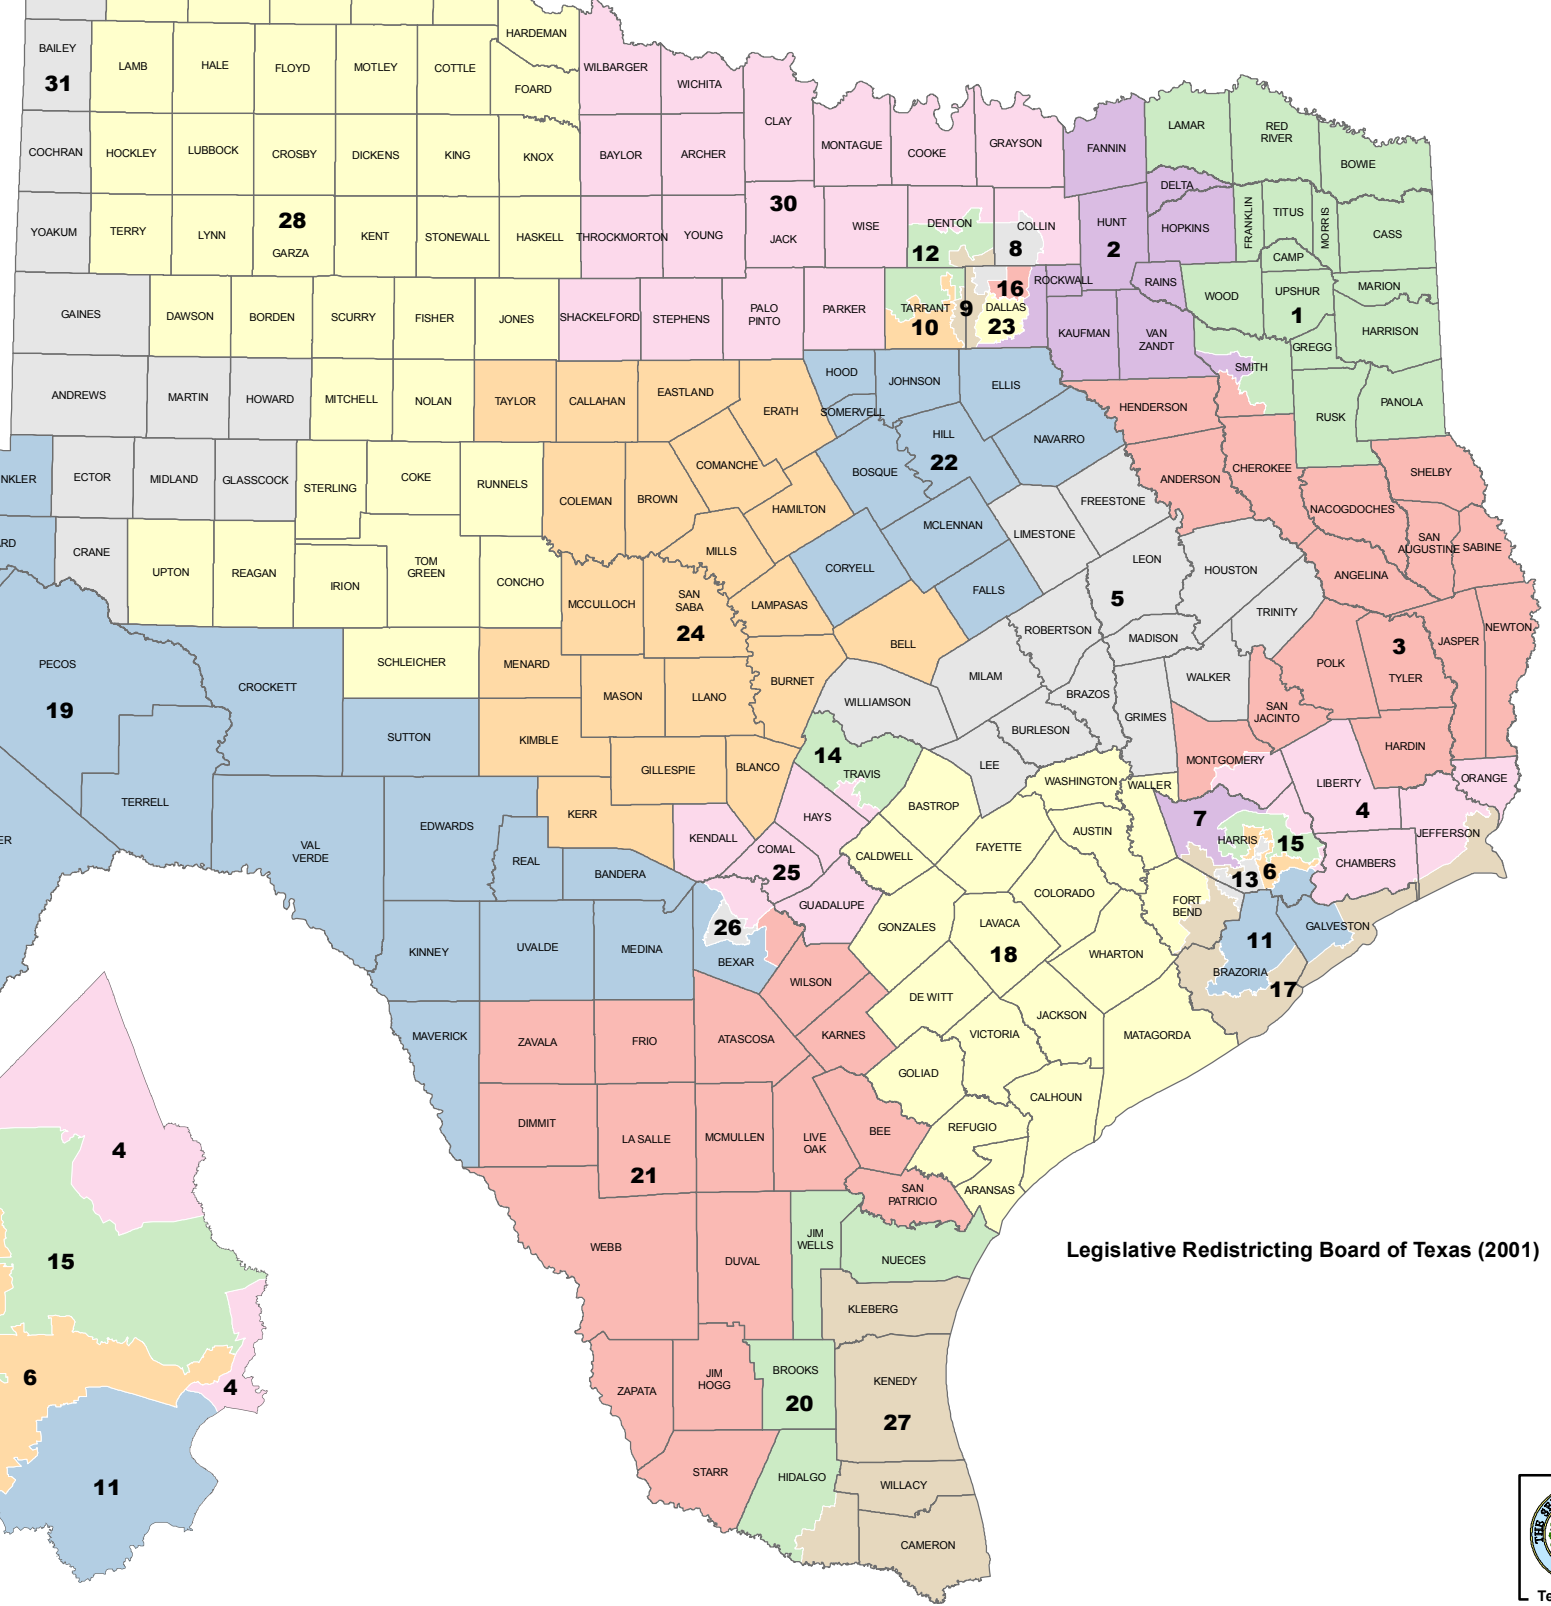 HARDEMAN
BAILEY
31
LAMB
HALE
FLOYD
MOTLEY
COTTLE
FOARD
WILBARGER
WICHITA
CLAY
MONTAGUE
COOKE
GRAYSON
FANNIN
LAMAR
RED
RIVER
BOWIE
COCHRAN
HOCKLEY
LUBBOCK
CROSBY
DICKENS
KING
KNOX
BAYLOR
ARCHER
DELTA
YOAKUM
TERRY
LYNN
28
GARZA
KENT
STONEWALL
HASKELL
THROCKMORTON
YOUNG
30
JACK
WISE
DENTON
12
COLLIN
8
HUNT
2
HOPKINS
FRANKLIN
TITUS
MORRIS
CASS
CAMP
GAINES
DAWSON
BORDEN
SCURRY
FISHER
JONES
SHACKELFORD
STEPHENS
PALO
PINTO
PARKER
TARRANT
10
9
16
DALLAS
23
ROCKWALL
KAUFMAN
RAINS
VAN
ZANDT
WOOD
UPSHUR
1
MARION
HARRISON
GREGG
SMITH
ANDREWS
MARTIN
HOWARD
MITCHELL
NOLAN
TAYLOR
CALLAHAN
EASTLAND
ERATH
HOOD
SOMERVELL
JOHNSON
ELLIS
HENDERSON
RUSK
PANOLA
HILL
22
NAVARRO
BOSQUE
NKLER
ECTOR
MIDLAND
GLASSCOCK
STERLING
COKE
RUNNELS
COLEMAN
BROWN
COMANCHE
HAMILTON
FREESTONE
ANDERSON
CHEROKEE
SHELBY
NACOGDOCHES
RD
CRANE
UPTON
REAGAN
IRION
TOM
GREEN
CONCHO
MCCULLOCH
SAN
SABA
24
MILLS
LAMPASAS
CORYELL
MCLENNAN
LIMESTONE
FALLS
LEON
5
HOUSTON
TRINITY
ANGELINA
SAN
AUGUSTINE
SABINE
ROBERTSON
MADISON
BELL
PECOS
19
CROCKETT
SCHLEICHER
MENARD
MASON
LLANO
BURNET
WILLIAMSON
MILAM
BRAZOS
BURLESON
GRIMES
WALKER
SAN
JACINTO
POLK
3
TYLER
JASPER
NEWTON
HARDIN
SUTTON
KIMBLE
GILLESPIE
BLANCO
14
TRAVIS
LEE
WASHINGTON
WALLER
MONTGOMERY
LIBERTY
4
ORANGE
JEFFERSON
CHAMBERS
TERRELL
ER
VAL
VERDE
EDWARDS
REAL
KERR
BANDERA
KENDALL
HAYS
COMAL
25
GUADALUPE
CALDWELL
BASTROP
FAYETTE
AUSTIN
COLORADO
7
HARRIS
15
13
6
FORT
BEND
KINNEY
UVALDE
MEDINA
26
BEXAR
WILSON
GONZALES
LAVACA
18
WHARTON
11
BRAZORIA
GALVESTON
17
MAVERICK
ZAVALA
FRIO
ATASCOSA
KARNES
DE WITT
VICTORIA
JACKSON
MATAGORDA
GOLIAD
CALHOUN
DIMMIT
LA SALLE
21
MCMULLEN
LIVE
OAK
BEE
REFUGIO
ARANSAS
SAN
PATRICIO
WEBB
DUVAL
JIM
WELLS
NUECES
Legislative Redistricting Board of Texas (2001)
KLEBERG
ZAPATA
JIM
HOGG
BROOKS
20
KENEDY
27
STARR
HIDALGO
WILLACY
CAMERON
4
15
6
4
11
THE SE
Te